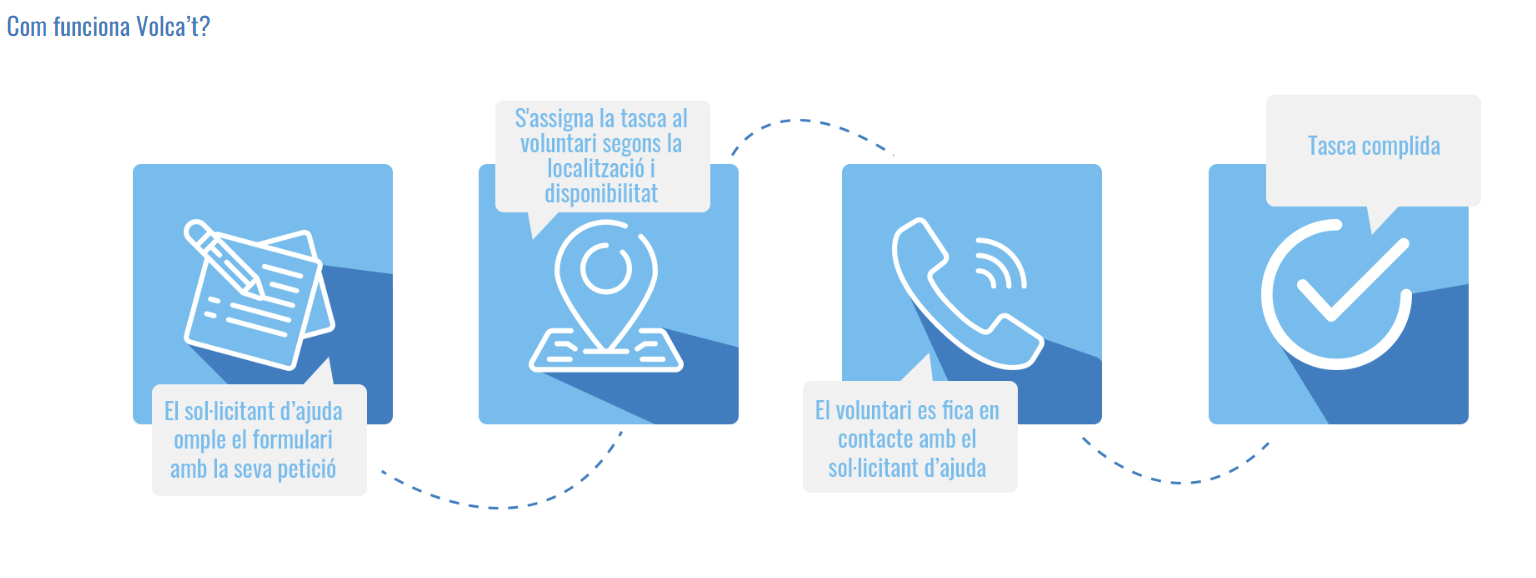 Com funciona Volca't?
S'assigna la tasca al
voluntari segons la
localització i
disponibilitat
Tasca complida
El sol·licitant d'ajuda
omple el formulari
amb la seva petició
El voluntari es fica en
contacte amb el
sol·licitant d'ajuda